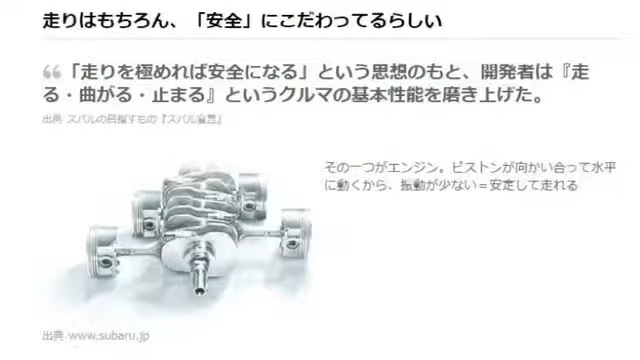 走りはもちろん、「安全」にこだわってるらしい
「走りを極めれば安全になる」という思想のもと、開発者は『走
る・曲がる・止まる』というクルマの基本性能を磨き上げた。
出典 スバルの目指すもの『スバル宣言』
その一つがエンジン。ピストンが向かい合って水平
に動くから、振動が少ない＝安定して走れる
出典 www.subaru.jp